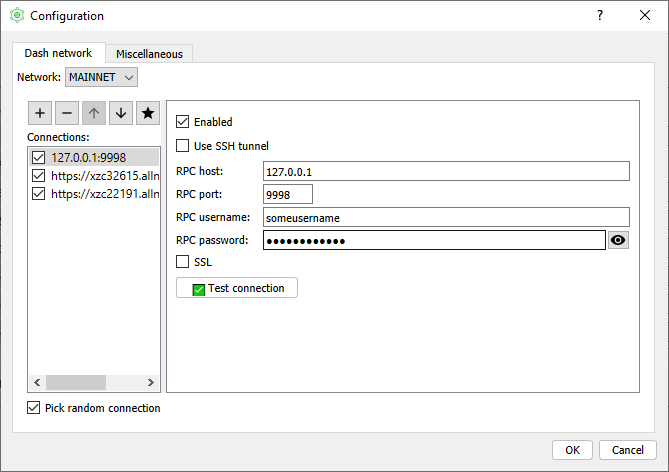 Configuration
?
Dash network
Miscellaneous
Network: MAINNET
Connections:
127.0.0.1:9998
https://xzc32615.alln
https://xzc22191.alln
Pick random connection
Enabled
Use SSH tunnel
RPC host: 127.0.0.1
RPC port: 9998
RPC username: someusername
RPC password: ●●●●●●●●●●●●
SSL
Test connection
OK
Cancel